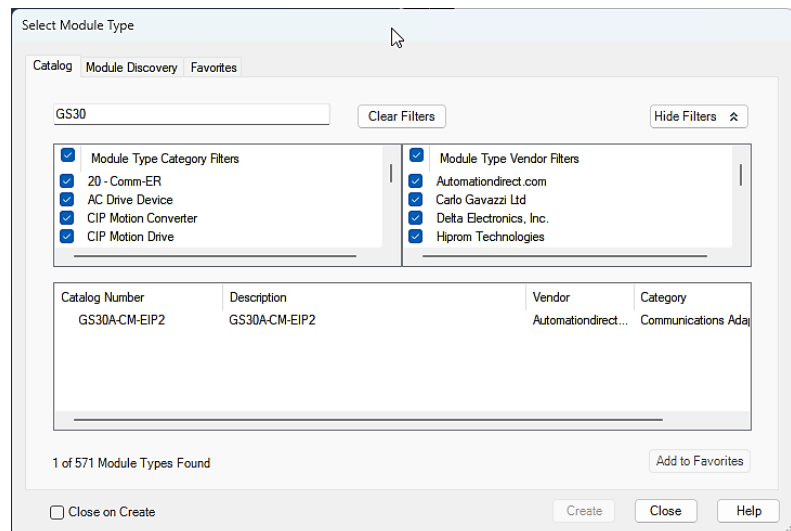 Select Module Type
Catalog Module Discovery Favorites
GS30 Clear Filters Hide Filters
Module Type Category Filters
20 - Comm-ER
AC Drive Device
CIP Motion Converter
CIP Motion Drive
Module Type Vendor Filters
Automationdirect.com
Carlo Gavazzi Ltd
Delta Electronics, Inc.
Hiprom Technologies
Catalog Number Description Vendor Category
GS30A-CM-EIP2 GS30A-CM-EIP2 Automationdirect... Communications Adap
1 of 571 Module Types Found Add to Favorites
Close on Create Create Close Help